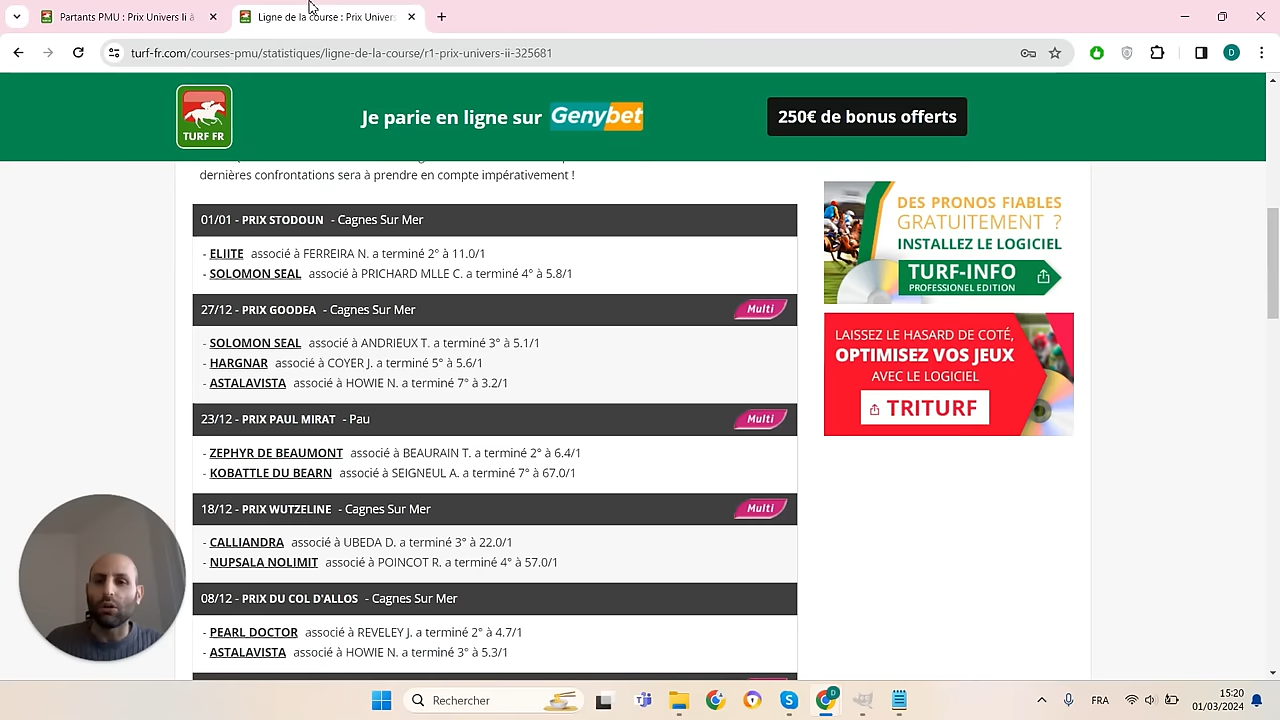 Partants PMU : Prix Univers Ii à
Ligne de la course : Prix Univers
turf-fr.com/courses-pmu/statistiques/ligne-de-la-course/r1-prix-univers-ii-325681
D
TURF FR
Je parie en ligne sur Genybet
250€ de bonus offerts
dernières confrontations sera à prendre en compte impérativement !
01/01 - PRIX STODOUN - Cagnes Sur Mer
- ELIITE associé à FERREIRA N. a terminé 2° à 11.0/1
- SOLOMON SEAL associé à PRICHARD MLLE C. a terminé 4° à 5.8/1
27/12 - PRIX GOODEA - Cagnes Sur Mer
Multi
- SOLOMON SEAL associé à ANDRIEUX T. a terminé 3° à 5.1/1
- HARGNAR associé à COYER J. a terminé 5° à 5.6/1
- ASTALAVISTA associé à HOWIE N. a terminé 7° à 3.2/1
23/12 - PRIX PAUL MIRAT - Pau
Multi
- ZEPHYR DE BEAUMONT associé à BEAURAIN T. a terminé 2° à 6.4/1
- KOBATTLE DU BEARN associé à SEIGNEUL A. a terminé 7° à 67.0/1
18/12 - PRIX WUTZELINE - Cagnes Sur Mer
Multi
- CALLIANDRA associé à UBEDA D. a terminé 3° à 22.0/1
- NUPSALA NOLIMIT associé à POINCOT R. a terminé 4° à 57.0/1
08/12 - PRIX DU COL D'ALLOS - Cagnes Sur Mer
- PEARL DOCTOR associé à REVELEY J. a terminé 2° à 4.7/1
- ASTALAVISTA associé à HOWIE N. a terminé 3° à 5.3/1
DES PRONOS FIABLES
GRATUITEMENT ?
INSTALLEZ LE LOGICIEL
TURF-INFO
PROFESSIONEL EDITION
LAISSEZ LE HASARD DE COTÉ,
OPTIMISEZ VOS JEUX
AVEC LE LOGICIEL
TRITURF
Rechercher
D
FRA
15:20
01/03/2024